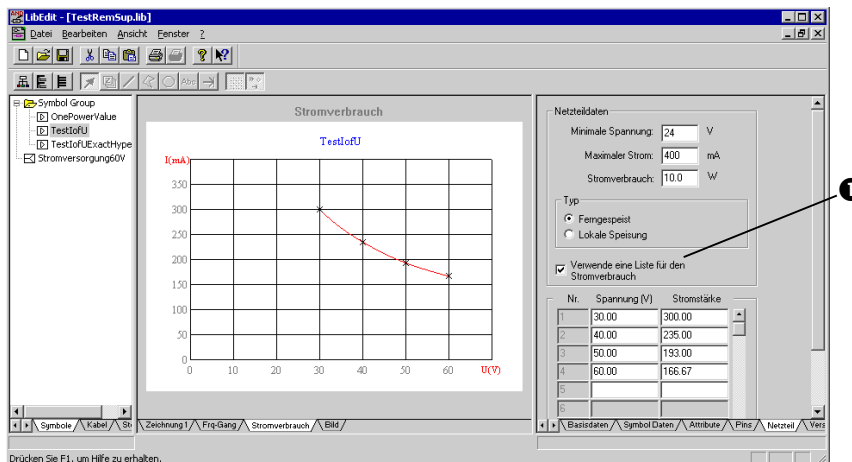 LibEdit - [TestRemSup.lib]
Datei Bearbeiten Ansicht Fenster ?
Abc
Symbol Group
OnePowerValue
TestIofU
TestIofUExactHype
Stromversorgung60V
Symbole Kabel
Stromverbrauch
TestIofU
I(mA)
350
300
250
200
150
100
50
0
0 10 20 30 40 50 60 U(V)
Zeichnung1 Frq-Gang Stromverbrauch Bild
Netzteildaten
Minimale Spannung: 24 V
Maximaler Strom: 400 mA
Stromverbrauch: 10.0 W
Typ
Ferngespeist
Lokale Speisung
Verwende eine Liste für den
Stromverbrauch
Nr. Spannung (V) Stromstärke
1 30.00 300.00
2 40.00 235.00
3 50.00 193.00
4 60.00 166.67
5
6
Basisdaten Symbol Daten Attribute Pins Netzteil Vers
1
Drücken Sie F1, um Hilfe zu erhalten.